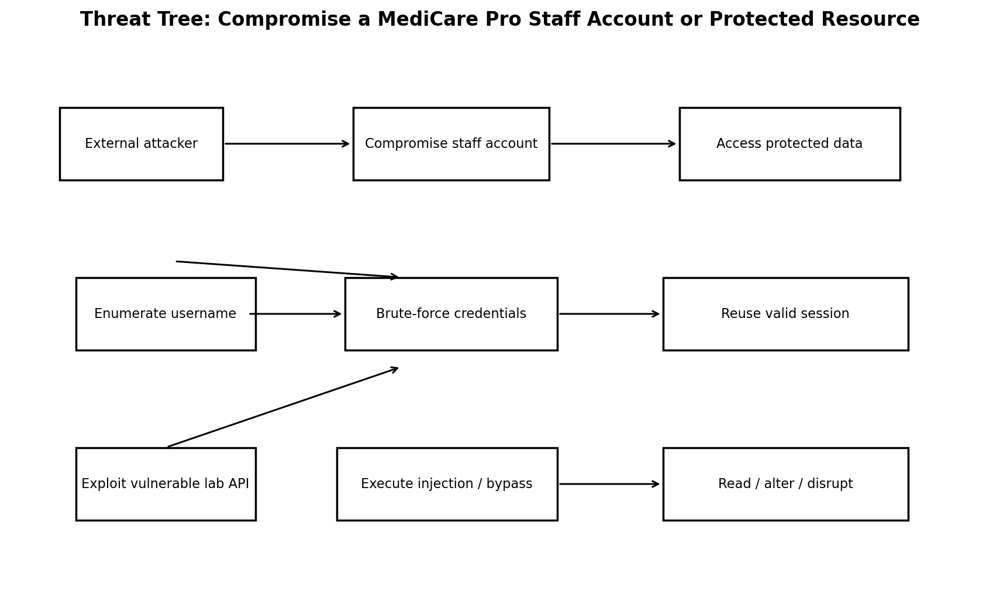 Threat Tree: Compromise a MediCare Pro Staff Account or Protected Resource
External attacker
Compromise staff account
Access protected data
Enumerate username
Brute-force credentials
Reuse valid session
Exploit vulnerable lab API
Execute injection / bypass
Read / alter / disrupt